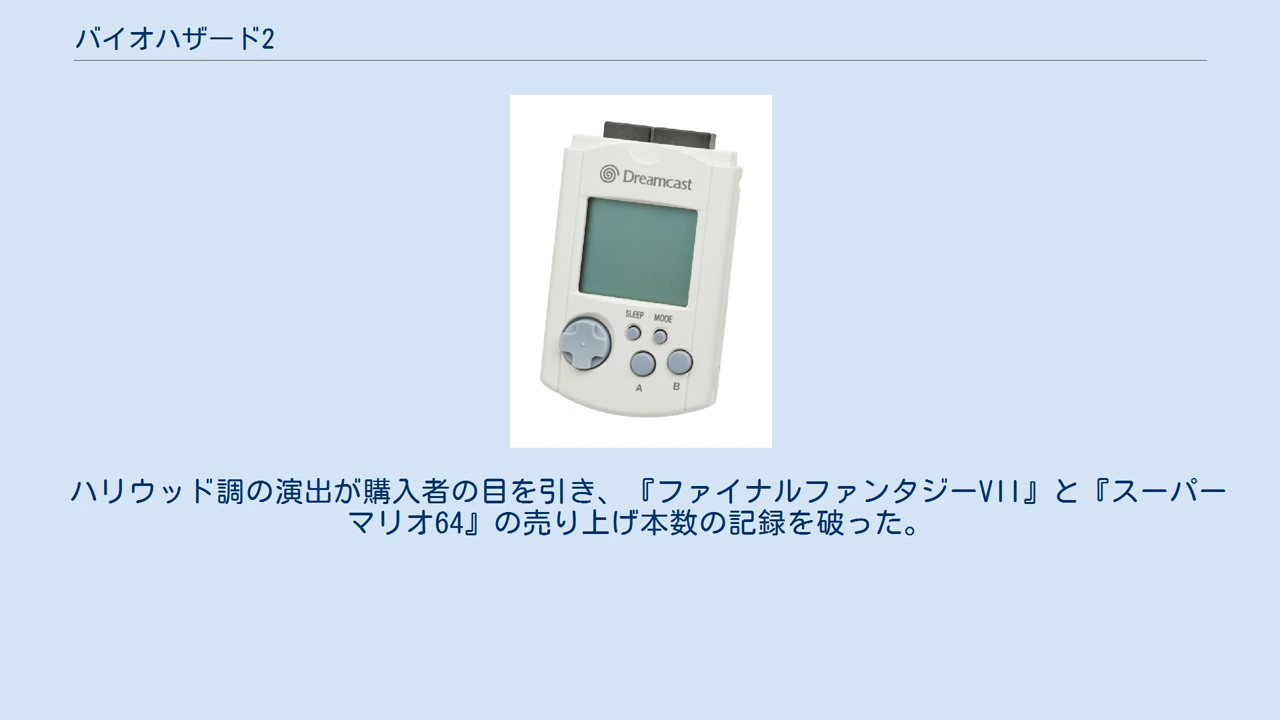 バイオハザード2
Dreamcast
SLEEP MODE
A B
ハリウッド調の演出が購入者の目を引き、『ファイナルファンタジーVII』と『スーパー
マリオ64』の売り上げ本数の記録を破った。